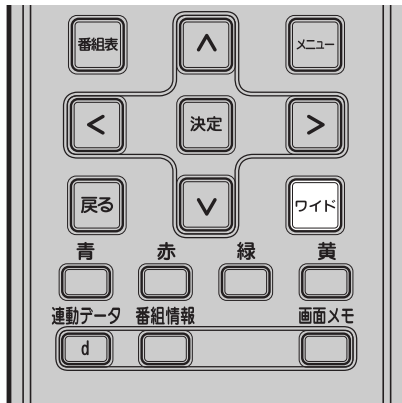 番組表 メニュー
決定
戻る ワイド
青 赤 緑 黄
連動データ 番組情報 画面メモ
d